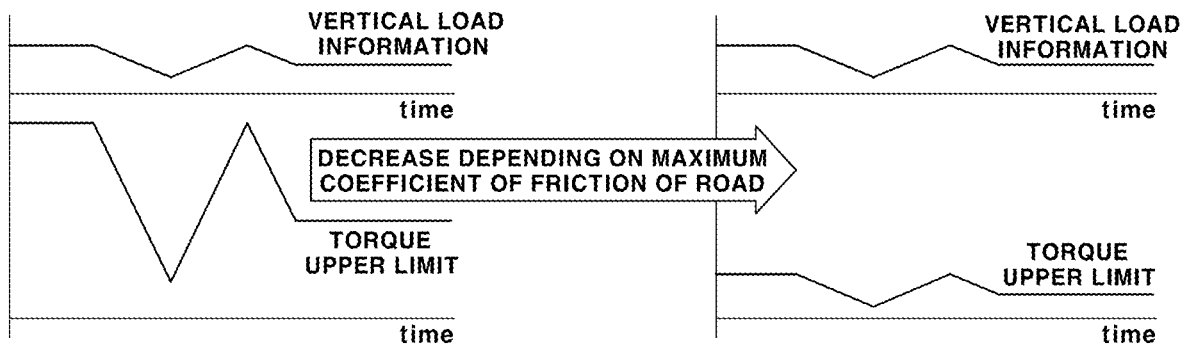 VERTICAL LOAD
INFORMATION
time
TORQUE
UPPER LIMIT
time
DECREASE DEPENDING ON MAXIMUM
COEFFICIENT OF FRICTION OF ROAD
VERTICAL LOAD
INFORMATION
time
TORQUE
UPPER LIMIT
time